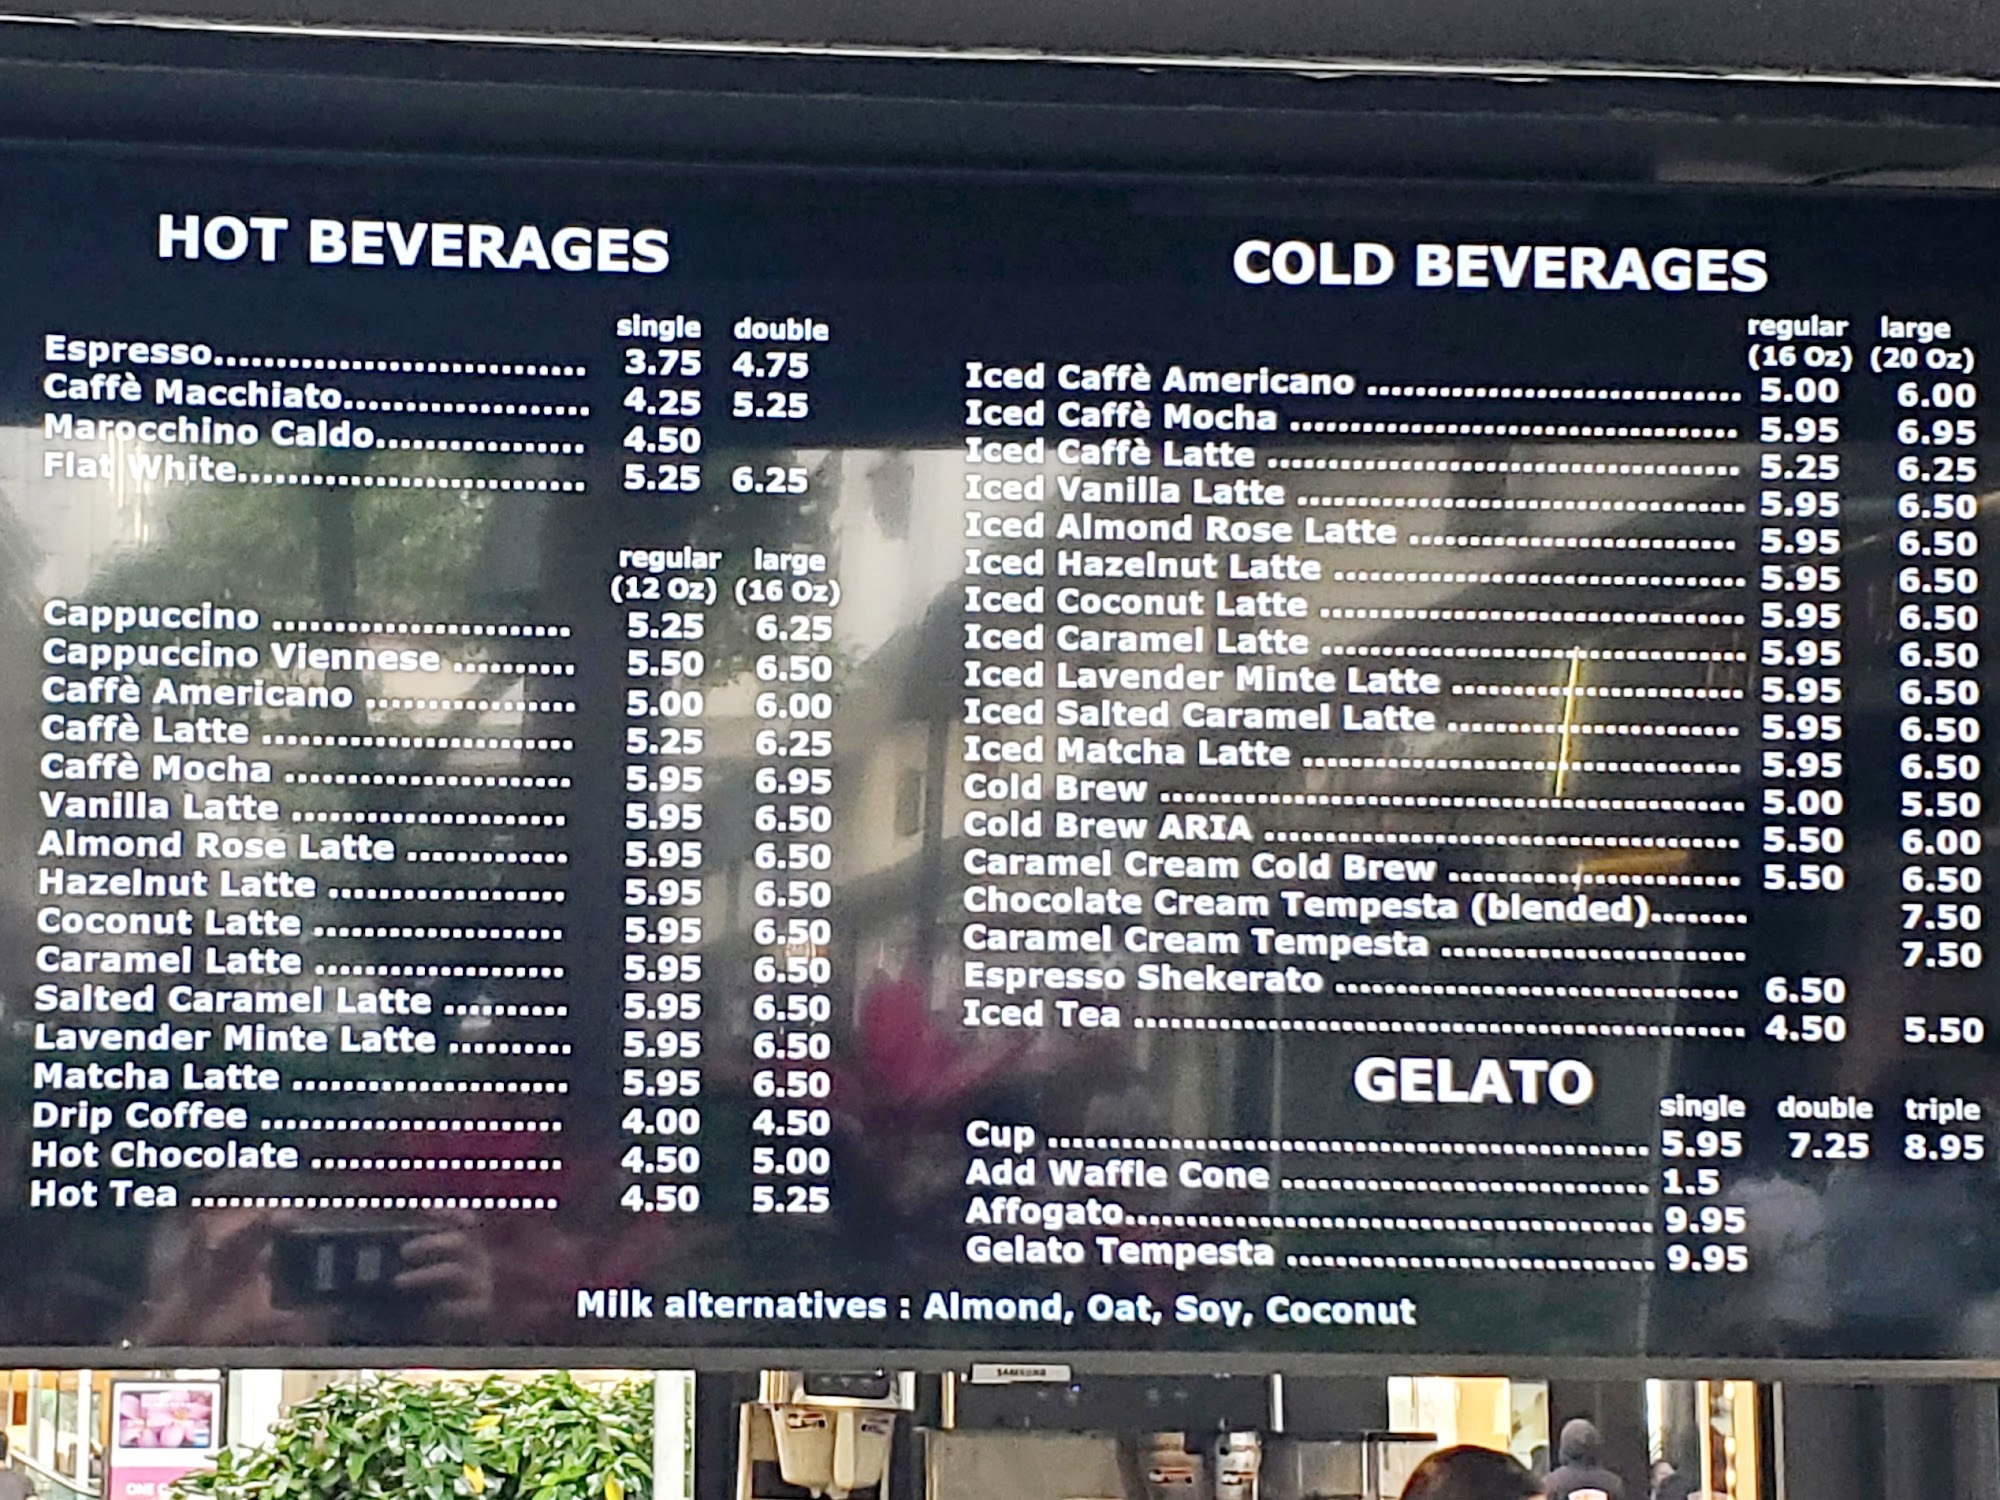 HOT BEVERAGES
single double
Espresso.............................. 3.75 4.75
Caffè Macchiato.................... 4.25 5.25
Marocchino Caldo................. 4.50
Flat White............................ 5.25 6.25
regular large
(12 Oz) (16 Oz)
Cappuccino ........................ 5.25 6.25
Cappuccino Viennese .......... 5.50 6.50
Caffè Americano ................. 5.00 6.00
Caffè Latte ......................... 5.25 6.25
Caffè Mocha ....................... 5.95 6.95
Vanilla Latte ...................... 5.95 6.50
Almond Rose Latte ............. 5.95 6.50
Hazelnut Latte ................... 5.95 6.50
Coconut Latte .................... 5.95 6.50
Caramel Latte .................... 5.95 6.50
Salted Caramel Latte .......... 5.95 6.50
Lavender Minte Latte .......... 5.95 6.50
Matcha Latte ...................... 5.95 6.50
Drip Coffee ........................ 4.00 4.50
Hot Chocolate .................... 4.50 5.00
Hot Tea .............................. 4.50 5.25
COLD BEVERAGES
regular large
(16 Oz) (20 Oz)
Iced Caffè Americano ............................... 5.00 6.00
Iced Caffè Mocha ..................................... 5.95 6.95
Iced Caffè Latte ....................................... 5.25 6.25
Iced Vanilla Latte ..................................... 5.95 6.50
Iced Almond Rose Latte ........................... 5.95 6.50
Iced Hazelnut Latte .................................. 5.95 6.50
Iced Coconut Latte ................................... 5.95 6.50
Iced Caramel Latte ................................... 5.95 6.50
Iced Lavender Minte Latte ........................ 5.95 6.50
Iced Salted Caramel Latte ........................ 5.95 6.50
Iced Matcha Latte .................................... 5.95 6.50
Cold Brew ................................................ 5.00 5.50
Cold Brew ARIA ....................................... 5.50 6.00
Caramel Cream Cold Brew ........................ 5.50 6.50
Chocolate Cream Tempesta (blended)........ 7.50
Caramel Cream Tempesta ......................... 7.50
Espresso Shekerato .................................. 6.50
Iced Tea ................................................... 4.50 5.50
GELATO
single double triple
Cup .................................................. 5.95 7.25 8.95
Add Waffle Cone ............................... 1.5
Affogato............................................ 9.95
Gelato Tempesta ............................... 9.95
Milk alternatives : Almond, Oat, Soy, Coconut
SAMSUNG